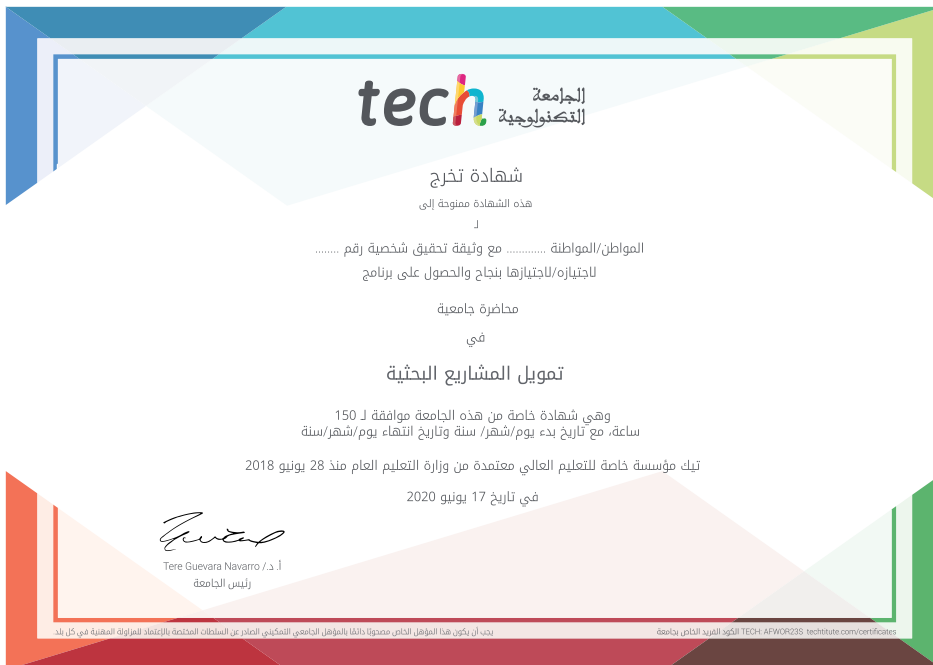 tech الجامعة
التكنولوجية
شهادة تخرج
هذه الشهادة ممنوحة إلى
لـ
المواطن/المواطنة ............. مع وثيقة تحقيق شخصية رقم ........
لاجتيازه/لاجتيازها بنجاح والحصول على برنامج
محاضرة جامعية
في
تمويل المشاريع البحثية
وهي شهادة خاصة من هذه الجامعة موافقة لـ 150
ساعة، مع تاريخ بدء يوم/شهر/ سنة وتاريخ انتهاء يوم/شهر/سنة
تيك مؤسسة خاصة للتعليم العالي معتمدة من وزارة التعليم العام منذ 28 يونيو 2018
في تاريخ 17 يونيو 2020
أ. د./ Tere Guevara Navarro
رئيس الجامعة
يجب أن يكون هذا المؤهل الخاص مصحوبًا دائمًا بالمؤهل الجامعي التمكيني الصادر عن السلطات المختصة بالإعتماد للمزاولة المهنية في كل بلد.
الكود الفريد الخاص بجامعة TECH: AFWOR23S techtitute.com/certificates